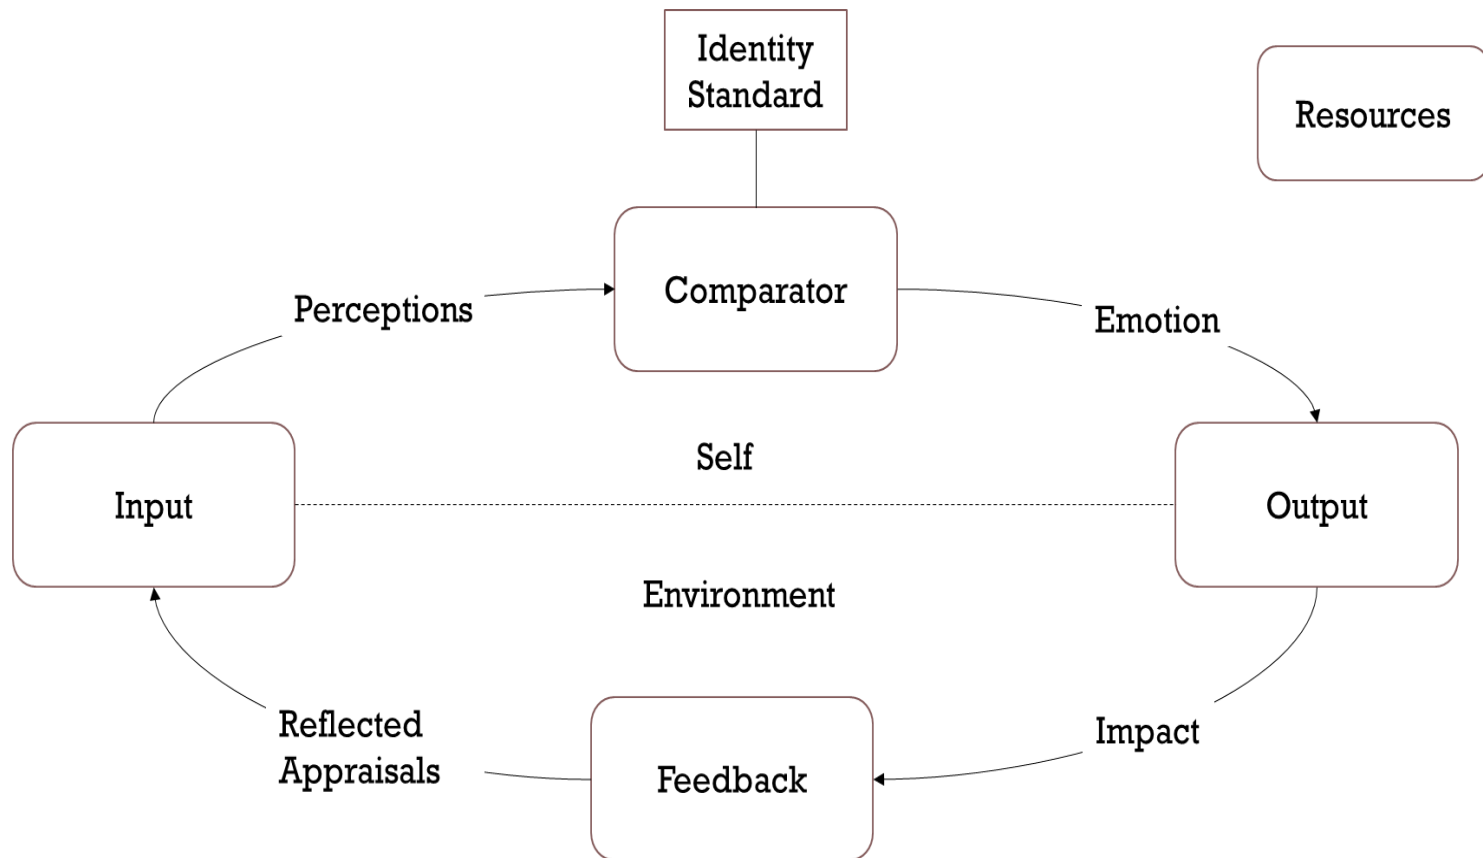 Identity
Standard
Resources
Comparator
Perceptions
Emotion
Self
Input
Output
Environment
Reflected
Appraisals
Impact
Feedback